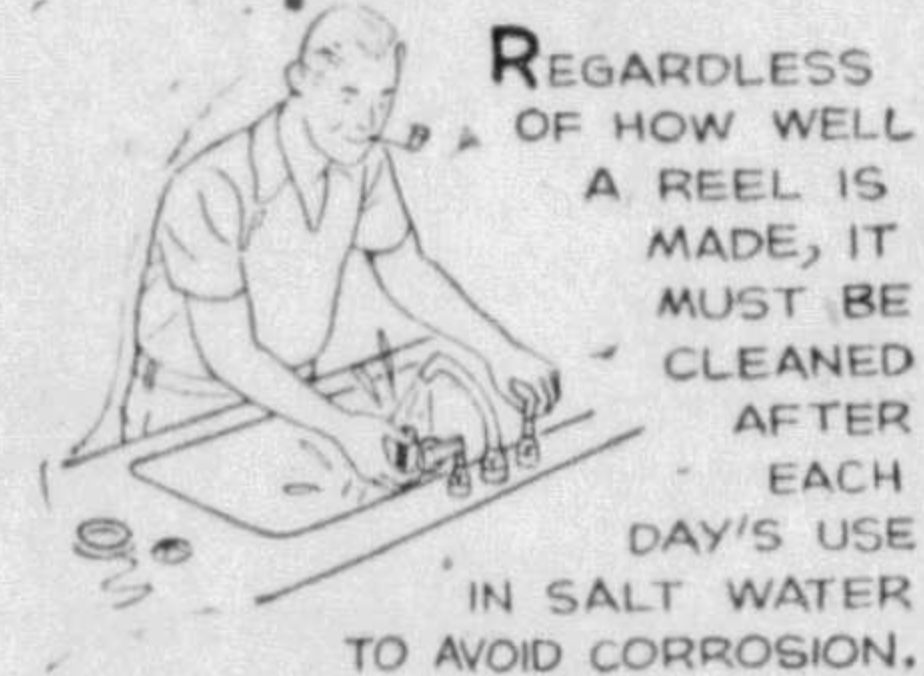 REGARDLESS
OF HOW WELL
A REEL IS
MADE, IT
MUST BE
CLEANED
AFTER
EACH
DAY'S USE
IN SALT WATER
TO AVOID CORROSION.